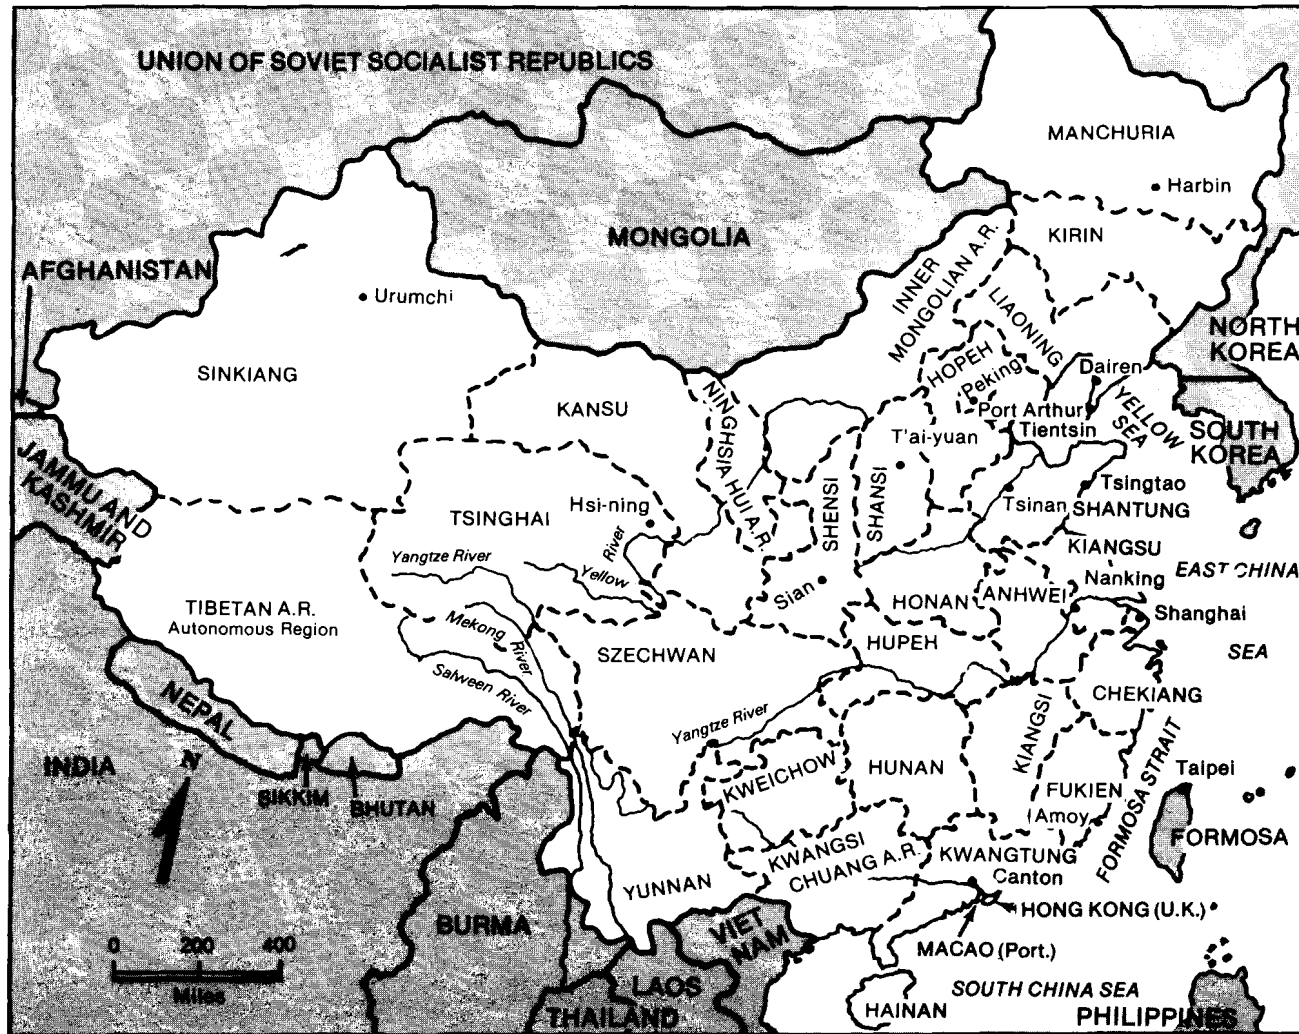 UNION OF SOVIET SOCIALIST REPUBLICS
MANCHURIA
Harbin
MONGOLIA
KIRIN
AFGHANISTAN
Urumchi
INNER
MONGOLIAN A.R.
LIAONING
NORTH
KOREA
SINKIANG
HOPEH
Peking
Dairen
KANSU
NINGHSIA HUI A.R.
Port Arthur
Tientsin
YELLOW
SEA
SOUTH
KOREA
T'ai-yuan
JAMMU AND
KASHMIR
Hsi-ning
SHENSI
SHANSI
Tsingtao
Tsinan
SHANTUNG
TSINGHAI
River
Yellow
KIANGSU
Yangtze River
Nanking
EAST CHINA
SEA
Sian
HONAN
ANHWEI
Shanghai
TIBETAN A.R.
Autonomous Region
Mekong
River
SZECHWAN
HUPEH
Salween River
CHEKIANG
NEPAL
Yangtze River
KIANGSI
FORMOSA STRAIT
INDIA
N
KWEICHOW
HUNAN
Taipei
SIKKIM
BHUTAN
FUKIEN
Amoy
FORMOSA
KWANGSI
CHUANG A.R.
KWANGTUNG
Canton
YUNNAN
HONG KONG (U.K.)
BURMA
VIET
NAM
MACAO (Port.)
0 200 400
Miles
LAOS
SOUTH CHINA SEA
HAINAN
THAILAND
PHILIPPINES